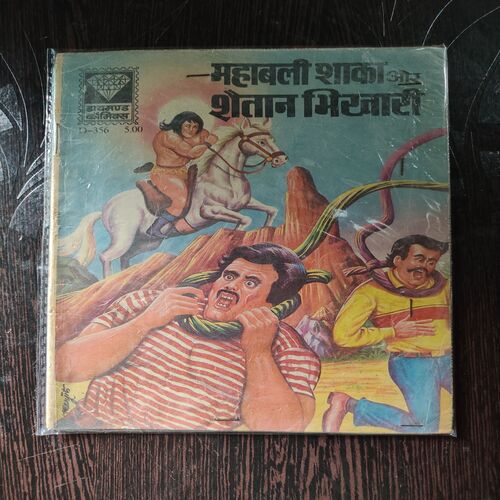 महाबली शाका और
शैतान भिखारी
डायमण्ड
कॉमिक्स
D-356 5.00